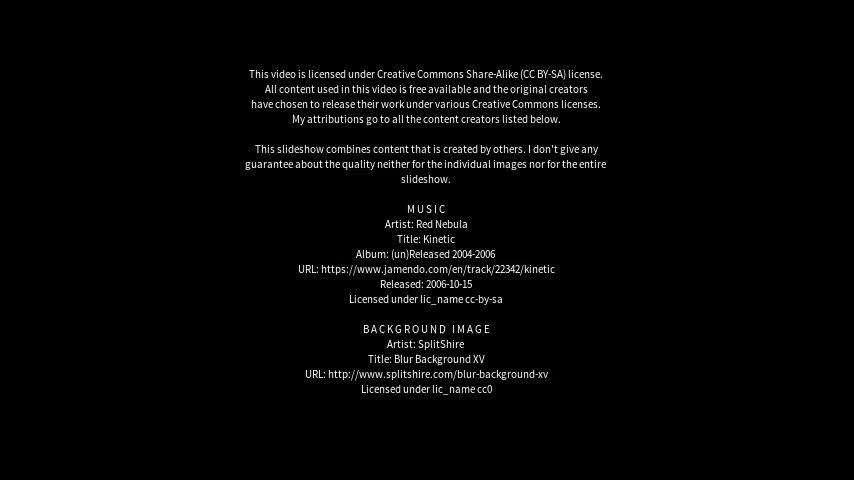 This video is licensed under Creative Commons Share-Alike (CC BY-SA) license.
All content used in this video is free available and the original creators
have chosen to release their work under various Creative Commons licenses.
My attributions go to all the content creators listed below.
This slideshow combines content that is created by others. I don't give any
guarantee about the quality neither for the individual images nor for the entire
slideshow.
MUSIC
Artist: Red Nebula
Title: Kinetic
Album: (un)Released 2004-2006
URL: https://www.jamendo.com/en/track/22342/kinetic
Released: 2006-10-15
Licensed under lic_name cc-by-sa
BACKGROUND IMAGE
Artist: SplitShire
Title: Blur Background XV
URL: http://www.splitshire.com/blur-background-xv
Licensed under lic_name cc0